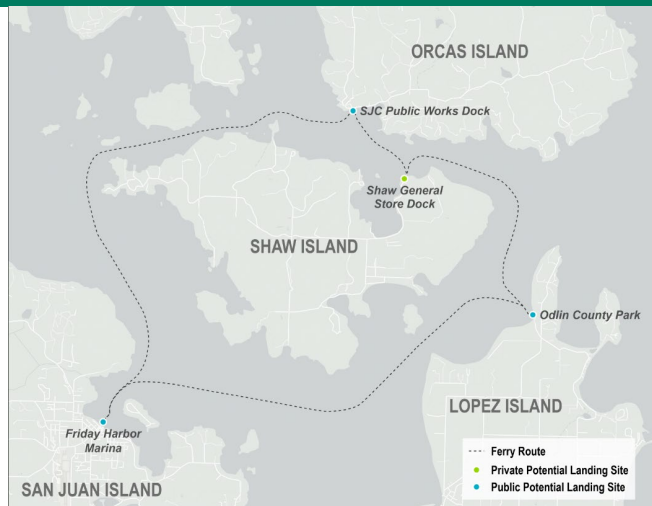 ORCAS ISLAND
SJC Public Works Dock
Shaw General
Store Dock
SHAW ISLAND
Odlin County Park
LOPEZ ISLAND
Friday Harbor
Marina
SAN JUAN ISLAND
Ferry Route
Private Potential Landing Site
Public Potential Landing Site